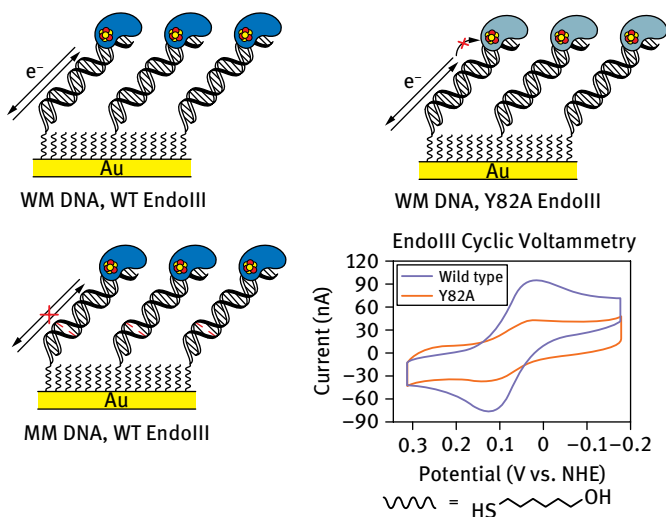 e⁻
Au
WM DNA, WT EndoIII
e⁻
Au
WM DNA, Y82A EndoIII
Au
MM DNA, WT EndoIII
EndoIII Cyclic Voltammetry
Wild type
Y82A
Current (nA)
120
90
60
30
0
−30
−60
−90
0.3 0.2 0.1 0 −0.1 −0.2
Potential (V vs. NHE)
= HS OH